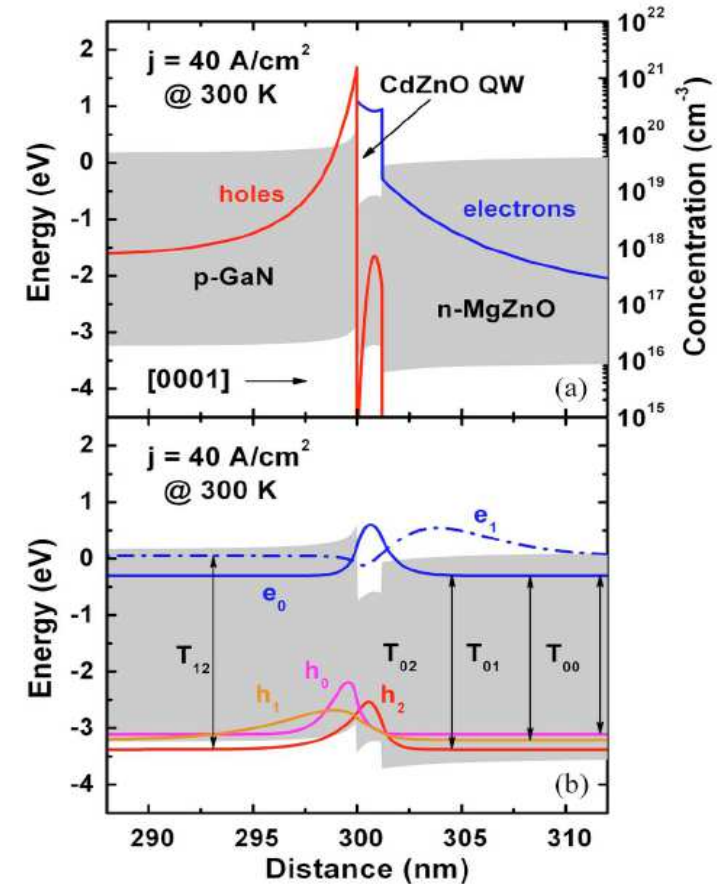 j = 40 A/cm²
@ 300 K
CdZnO QW
holes
electrons
p-GaN
n-MgZnO
[0001]
(a)
Energy (eV)
2
1
0
-1
-2
-3
-4
Concentration (cm⁻³)
10²²
10²¹
10²⁰
10¹⁹
10¹⁸
10¹⁷
10¹⁶
10¹⁵
j = 40 A/cm²
@ 300 K
e₁
e₀
T₁₂
T₀₂
T₀₁
T₀₀
h₀
h₁
h₂
(b)
Energy (eV)
2
1
0
-1
-2
-3
-4
290
295
300
305
310
Distance (nm)